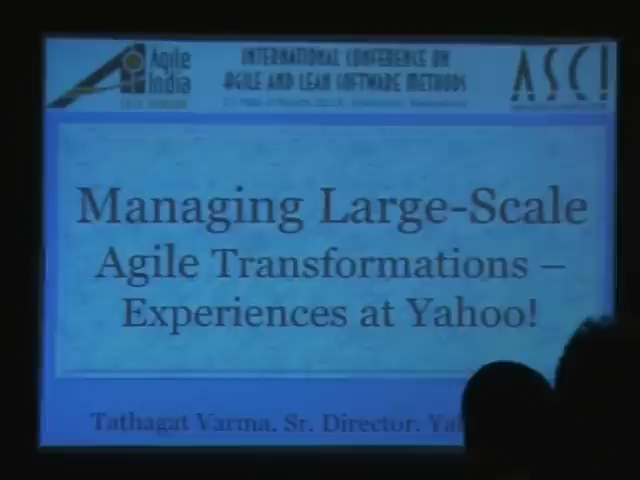 Agile
India
INTERNATIONAL CONFERENCE ON
AGILE AND LEAN SOFTWARE METHODS
ASCI
Managing Large-Scale
Agile Transformations –
Experiences at Yahoo!
Tathagat Varma. Sr. Director. Ya